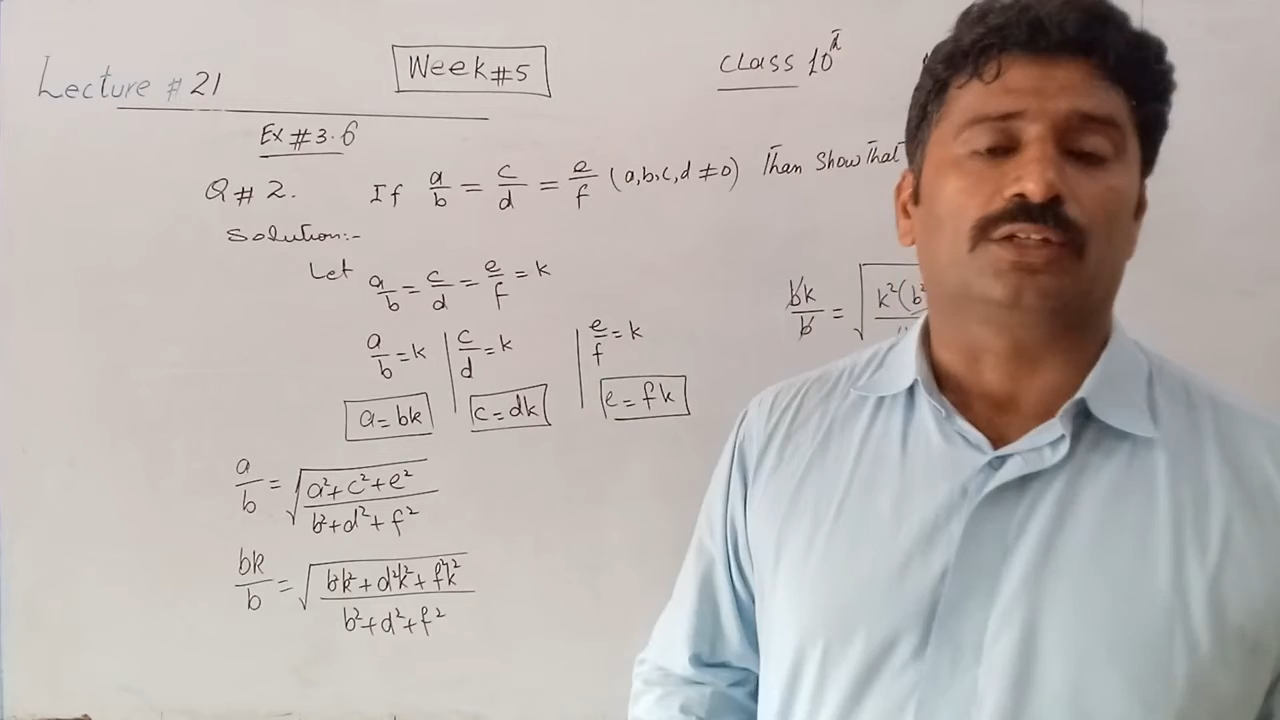 Lecture # 21
Week #5
Class 10th
Ex # 3.6
Q # 2. If a/b = c/d = e/f (a,b,c,d ≠ 0) Than Show That
Solution:-
Let a/b = c/d = e/f = k
a/b = k | c/d = k | e/f = k
a = bk | c = dk | e = fk
a/b = √(a²+c²+e² / b²+d²+f²)
bk/b = √(b²k²+d²k²+f²k² / b²+d²+f²)
bk/b = √k²(b²